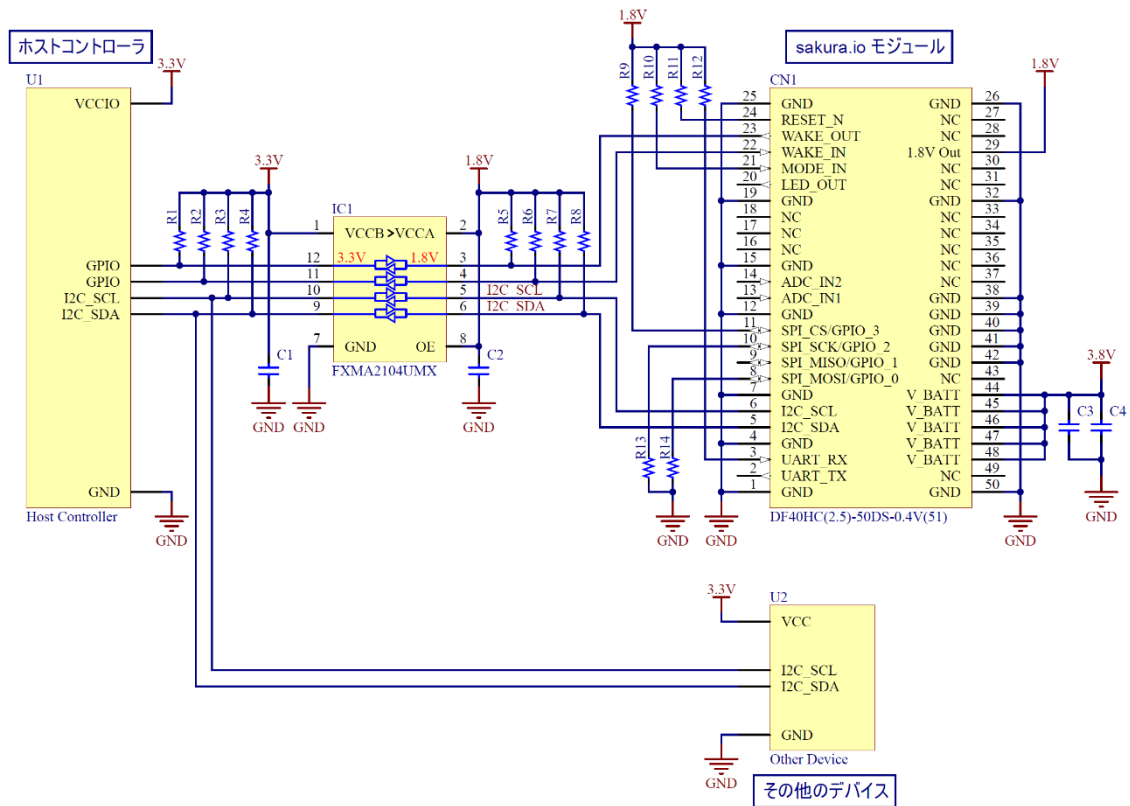 ホストコントローラ
U1
3.3V
VCCIO
GPIO
GPIO
I2C_SCL
I2C_SDA
GND
Host Controller
GND
3.3V
R1
R2
R3
R4
C1
GND
GND
IC1
1
VCCB>VCCA
2
12
3.3V
1.8V
3
11
4
10
5
I2C_SCL
9
6
I2C_SDA
7
GND
OE
8
FXMA2104UMX
1.8V
R5
R6
R7
R8
C2
GND
1.8V
R9
R10
R11
R12
R13
R14
GND
GND
sakura.io モジュール
CN1
1.8V
25
GND
GND
26
24
RESET_N
NC
27
23
WAKE_OUT
NC
28
22
WAKE_IN
1.8V Out
29
21
MODE_IN
NC
30
20
LED_OUT
NC
31
19
GND
GND
32
18
NC
NC
33
17
NC
NC
34
16
NC
NC
35
15
GND
NC
36
14
ADC_IN2
NC
37
13
ADC_IN1
GND
38
12
GND
GND
39
11
SPI_CS/GPIO_3
GND
40
10
SPI_SCK/GPIO_2
GND
41
9
SPI_MISO/GPIO_1
GND
42
8
SPI_MOSI/GPIO_0
NC
43
7
GND
V_BATT
44
6
I2C_SCL
V_BATT
45
5
I2C_SDA
V_BATT
46
4
GND
V_BATT
47
3
UART_RX
V_BATT
48
2
UART_TX
NC
49
1
GND
GND
50
DF40HC(2.5)-50DS-0.4V(51)
GND
3.8V
C3
C4
GND
3.3V
U2
VCC
I2C_SCL
I2C_SDA
GND
GND
Other Device
その他のデバイス